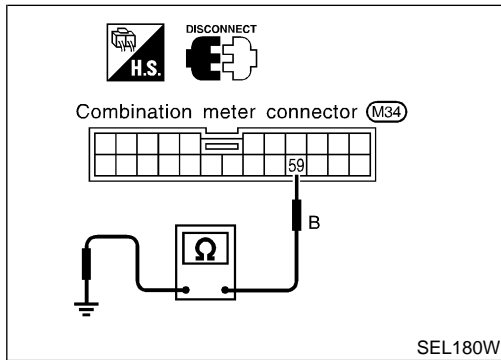 DISCONNECT
H.S.
Combination meter connector M34
59
B
Ω
SEL180W